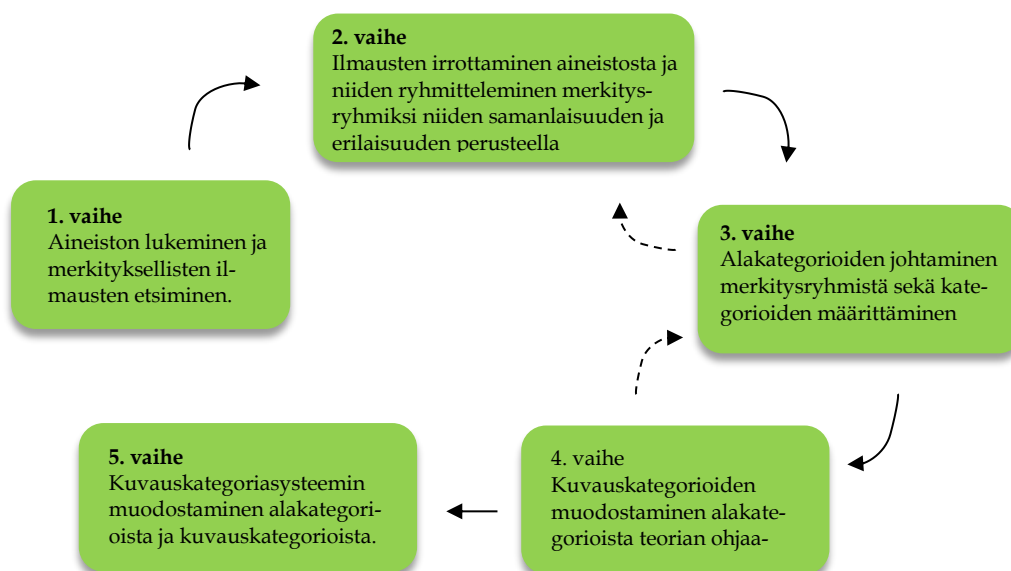 1. vaihe
Aineiston lukeminen ja
merkityksellisten il-
mausten etsiminen.
2. vaihe
Ilmausten irrottaminen aineistosta ja
niiden ryhmitteleminen merkitys-
ryhmiksi niiden samanlaisuuden ja
erilaisuuden perusteella
3. vaihe
Alakategorioiden johtaminen
merkitysryhmistä sekä kate-
gorioiden määrittäminen
4. vaihe
Kuvauskategorioiden
muodostaminen alakate-
gorioista teorian ohjaa-
5. vaihe
Kuvauskategoriasysteemin
muodostaminen alakategori-
oista ja kuvauskategorioista.